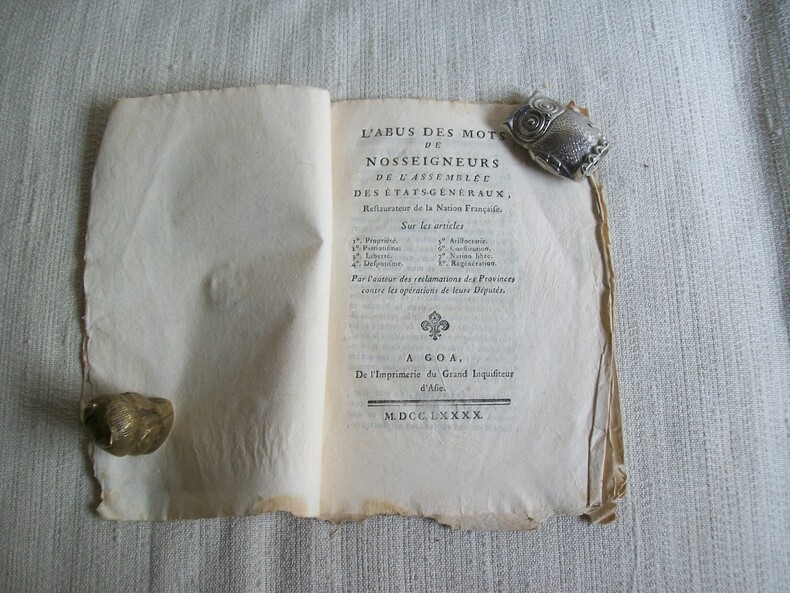 L'ABUS DES MOTS
DE
NOSSEIGNEURS
DE L'ASSEMBLÉE
DES ÉTATS-GÉNÉRAUX,
Reſtaurateur de la Nation Françaiſe.
Sur les articles
1°. Propriété. 5°. Ariſtocratie.
2°. Patriotiſme. 6°. Conſtitution.
3°. Liberté. 7°. Nation libre.
4°. Deſpotiſme. 8°. Régénération.
Par l'auteur des réclamations des Provinces
contre les opérations de leurs Députés.
A GOA,
De l'Imprimerie du Grand Inquiſiteur
d'Aſie.
M. DCC. LXXXX.